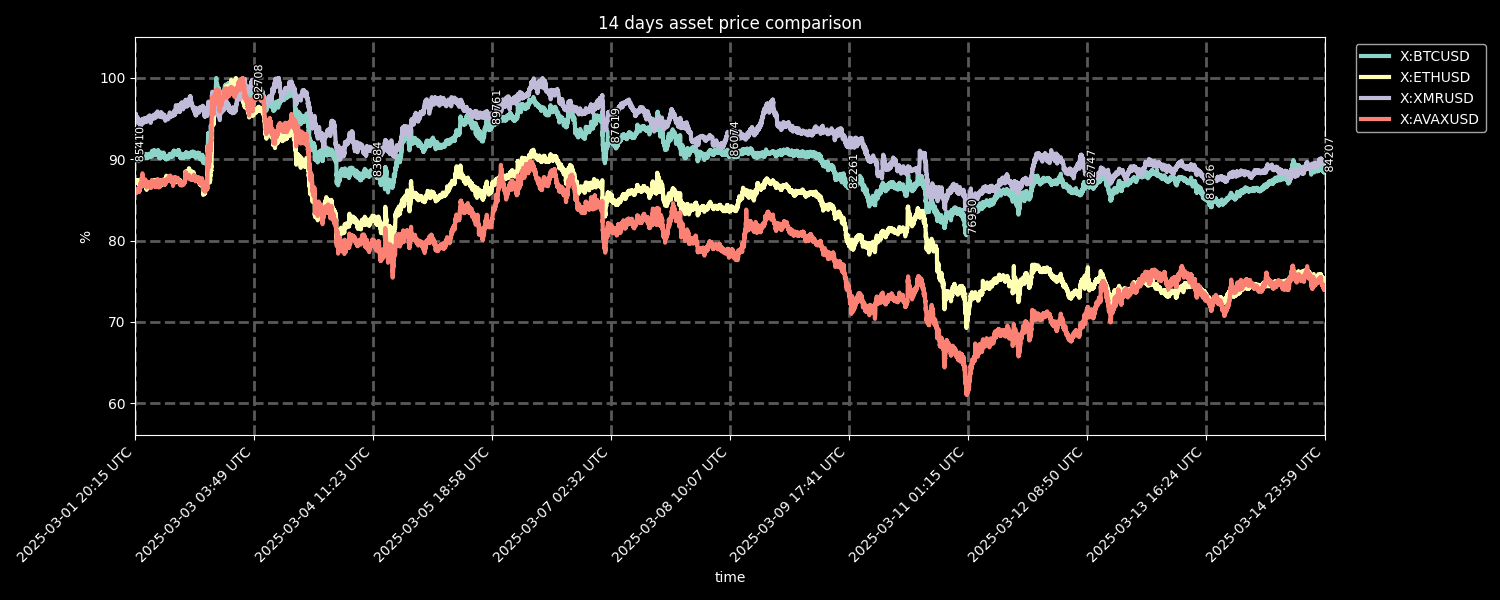 14 days asset price comparison
X:BTCUSD
X:ETHUSD
X:XMRUSD
X:AVAXUSD
100
90
80
70
60
%
85410
92708
83684
89761
87619
86074
82261
76950
82747
81026
84207
2025-03-01 20:15 UTC
2025-03-03 03:49 UTC
2025-03-04 11:23 UTC
2025-03-05 18:58 UTC
2025-03-07 02:32 UTC
2025-03-08 10:07 UTC
2025-03-09 17:41 UTC
2025-03-11 01:15 UTC
2025-03-12 08:50 UTC
2025-03-13 16:24 UTC
2025-03-14 23:59 UTC
time